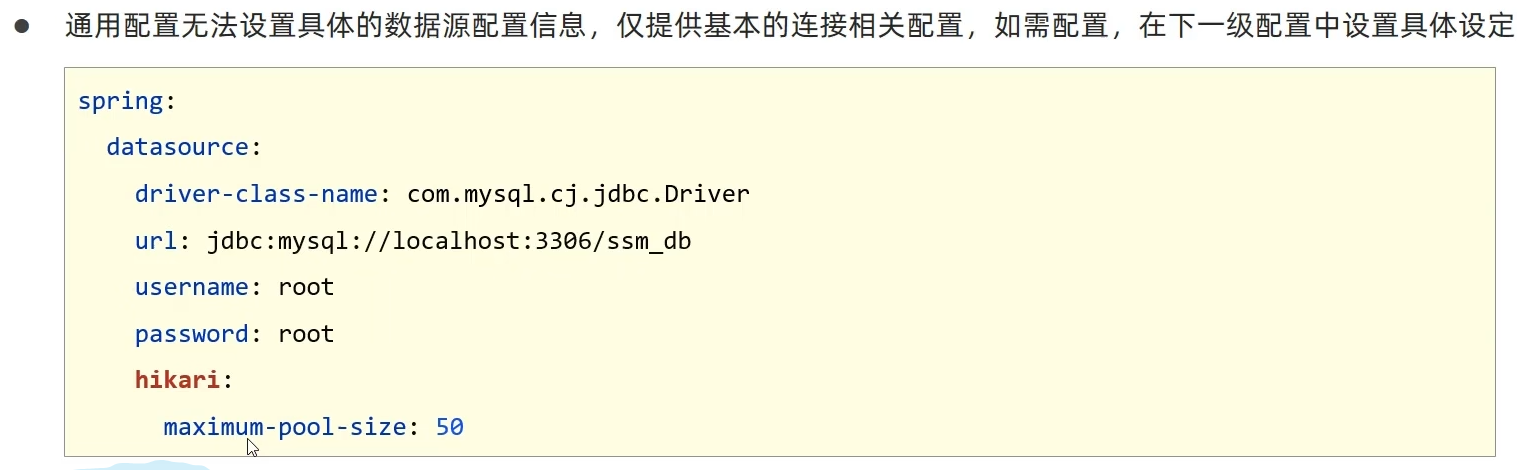 ● 通用配置无法设置具体的数据源配置信息，仅提供基本的连接相关配置，如需配置，在下一级配置中设置具体设定
spring:
  datasource:
    driver-class-name: com.mysql.cj.jdbc.Driver
    url: jdbc:mysql://localhost:3306/ssm_db
    username: root
    password: root
    hikari:
      maximum-pool-size: 50